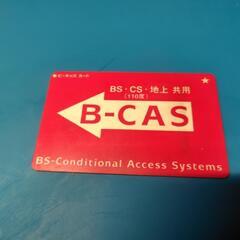 ビーキャス カード
BS・CS・地上 共用
(110度)
B-CAS
BS-Conditional Access Systems